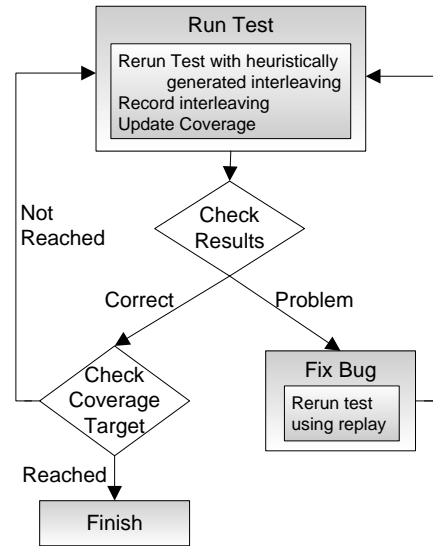 Run Test
Rerun Test with heuristically
generated interleaving
Record interleaving
Update Coverage
Not
Reached
Check
Results
Correct
Problem
Check
Coverage
Target
Fix Bug
Rerun test
using replay
Reached
Finish